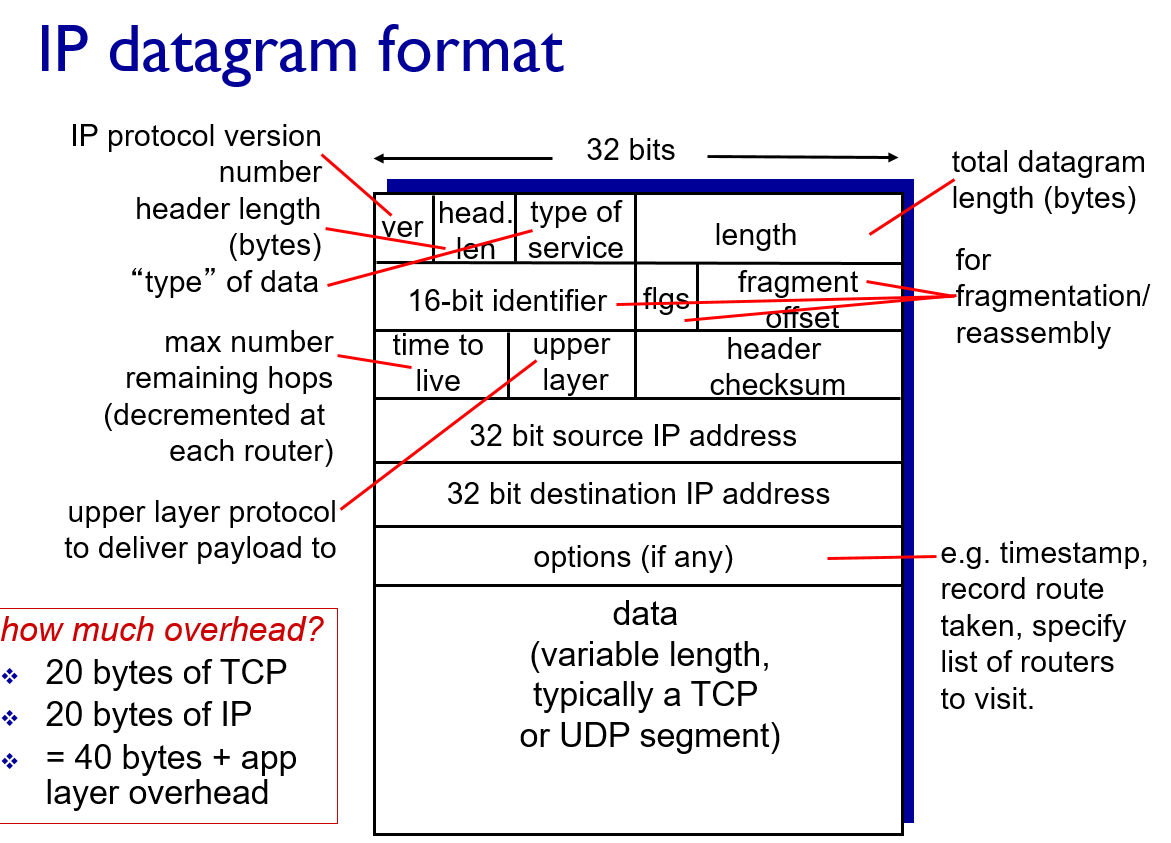 IP datagram format
IP protocol version
number
header length
(bytes)
“type” of data
max number
remaining hops
(decremented at
each router)
upper layer protocol
to deliver payload to
how much overhead?
20 bytes of TCP
20 bytes of IP
= 40 bytes + app
layer overhead
32 bits
ver
head.
len
type of
service
length
16-bit identifier
flgs
fragment
offset
time to
live
upper
layer
header
checksum
32 bit source IP address
32 bit destination IP address
options (if any)
data
(variable length,
typically a TCP
or UDP segment)
total datagram
length (bytes)
for
fragmentation/
reassembly
e.g. timestamp,
record route
taken, specify
list of routers
to visit.